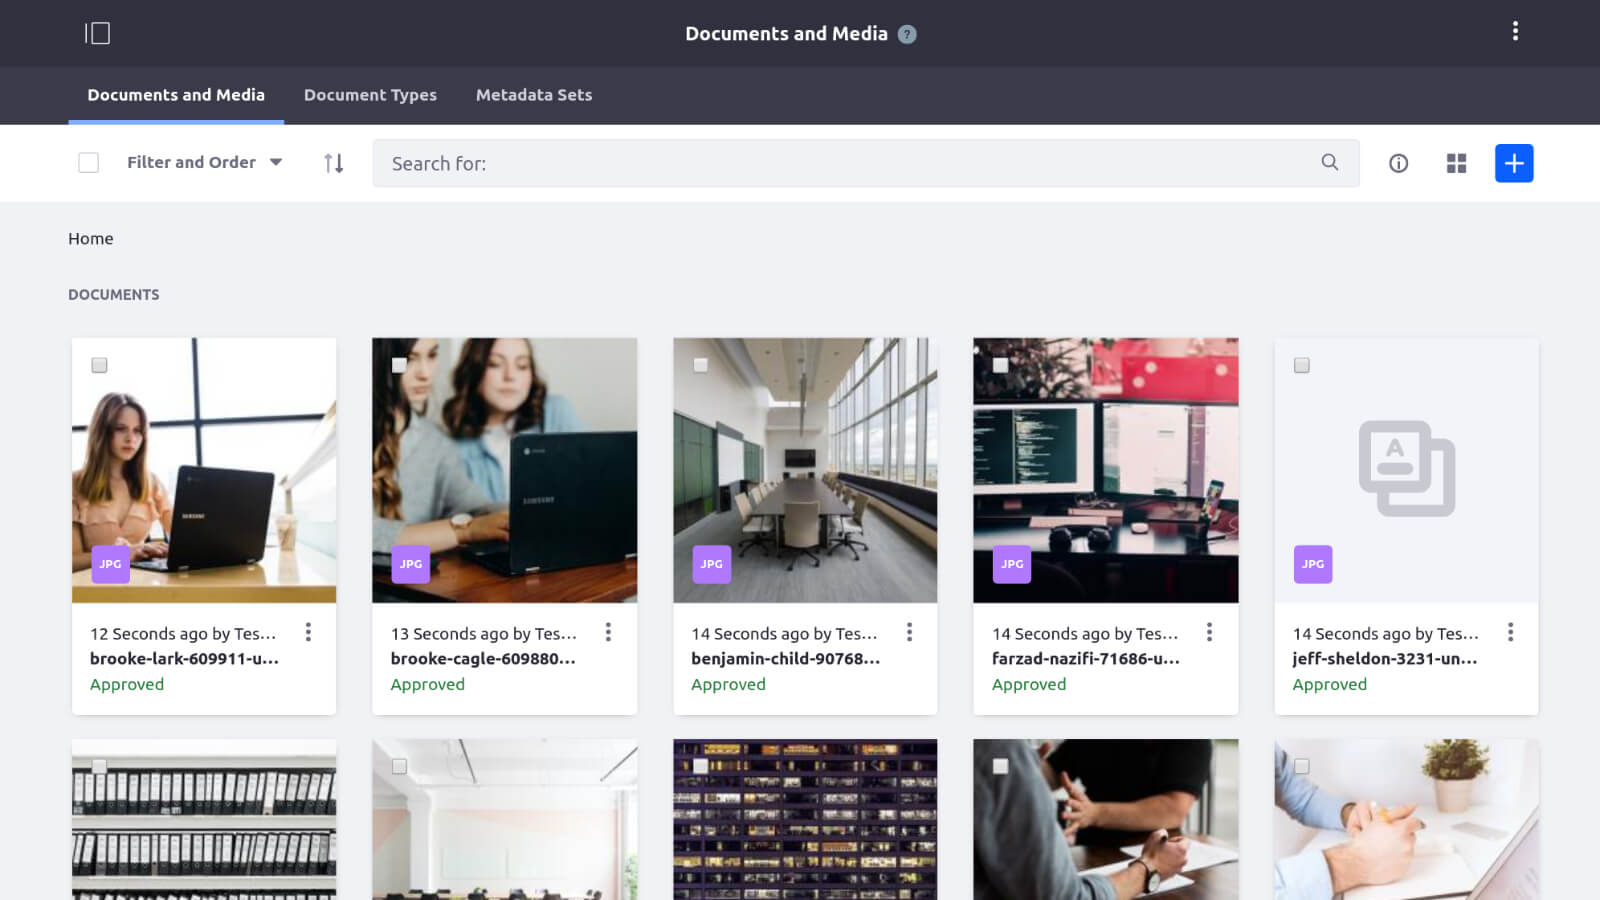 Documents and Media ?
Documents and Media Document Types Metadata Sets
Filter and Order Search for:
Home
DOCUMENTS
SAMSUNG SAMSUNG A
JPG JPG JPG JPG JPG
12 Seconds ago by Tes... 13 Seconds ago by Tes... 14 Seconds ago by Tes... 14 Seconds ago by Tes... 14 Seconds ago by Tes...
brooke-lark-609911-u... brooke-cagle-609880... benjamin-child-90768... farzad-nazifi-71686-u... jeff-sheldon-3231-un...
Approved Approved Approved Approved Approved